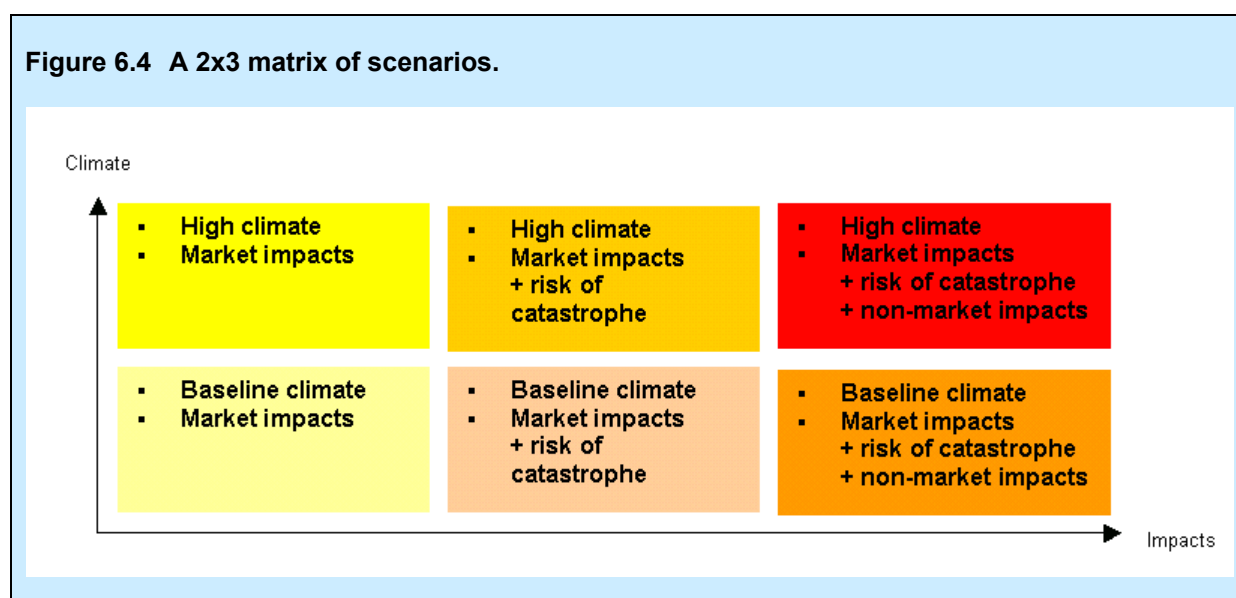 Figure 6.4 A 2x3 matrix of scenarios.
Climate
▪ High climate
▪ Market impacts
▪ High climate
▪ Market impacts
+ risk of
catastrophe
▪ High climate
▪ Market impacts
+ risk of catastrophe
+ non-market impacts
▪ Baseline climate
▪ Market impacts
▪ Baseline climate
▪ Market impacts
+ risk of
catastrophe
▪ Baseline climate
▪ Market impacts
+ risk of catastrophe
+ non-market impacts
Impacts